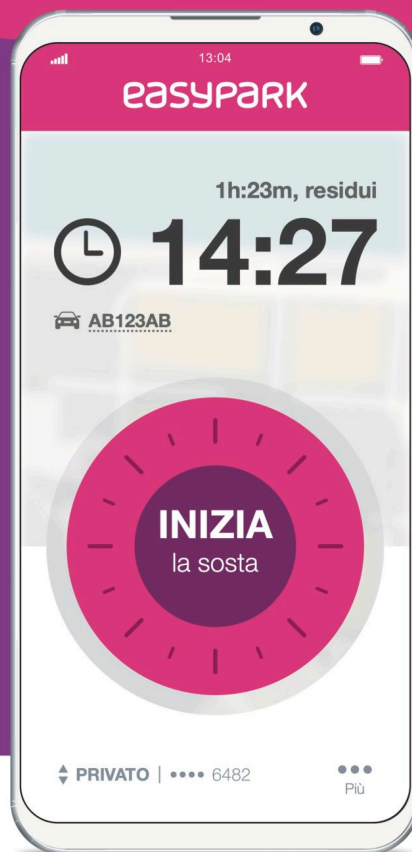 13:04
easypark
1h:23m, residui
14:27
AB123AB
INIZIA
la sosta
PRIVATO | •••• 6482
Più